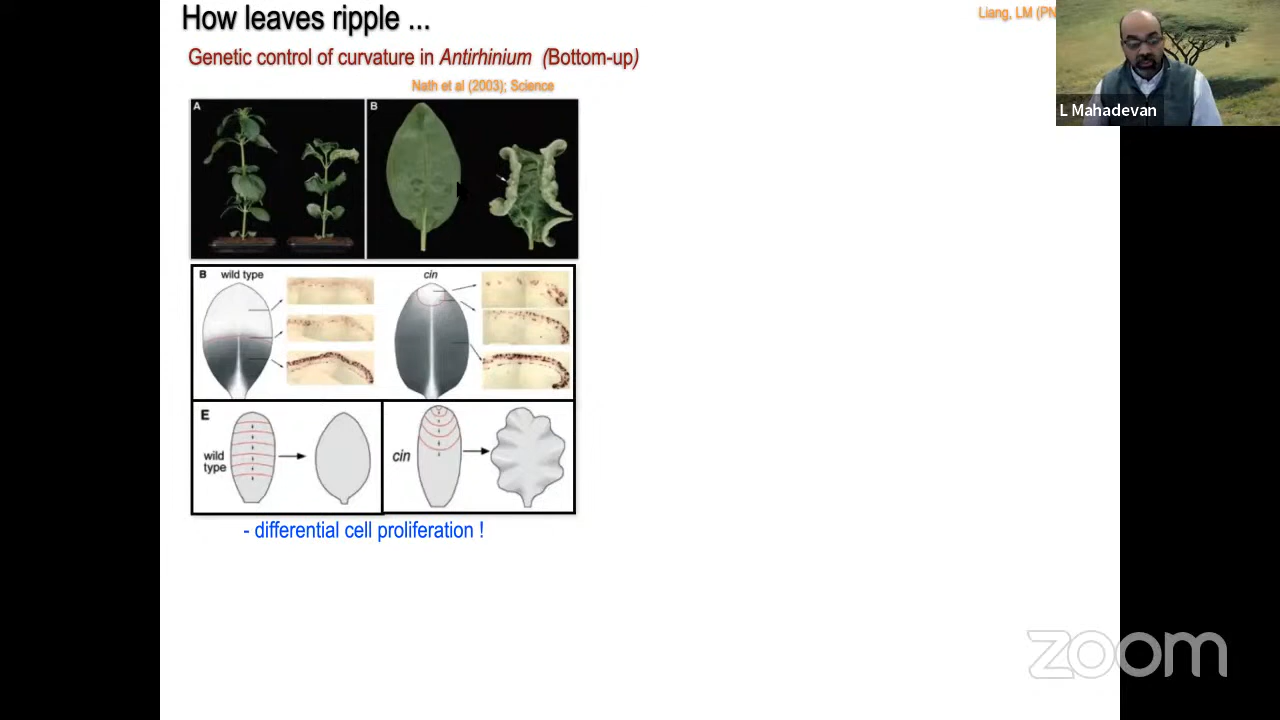 How leaves ripple ...
Liang, LM (PN
Genetic control of curvature in Antirhinium (Bottom-up)
Nath et al (2003); Science
L Mahadevan
A
B
B wild type
cin
E
wild
type
cin
- differential cell proliferation !
zoom